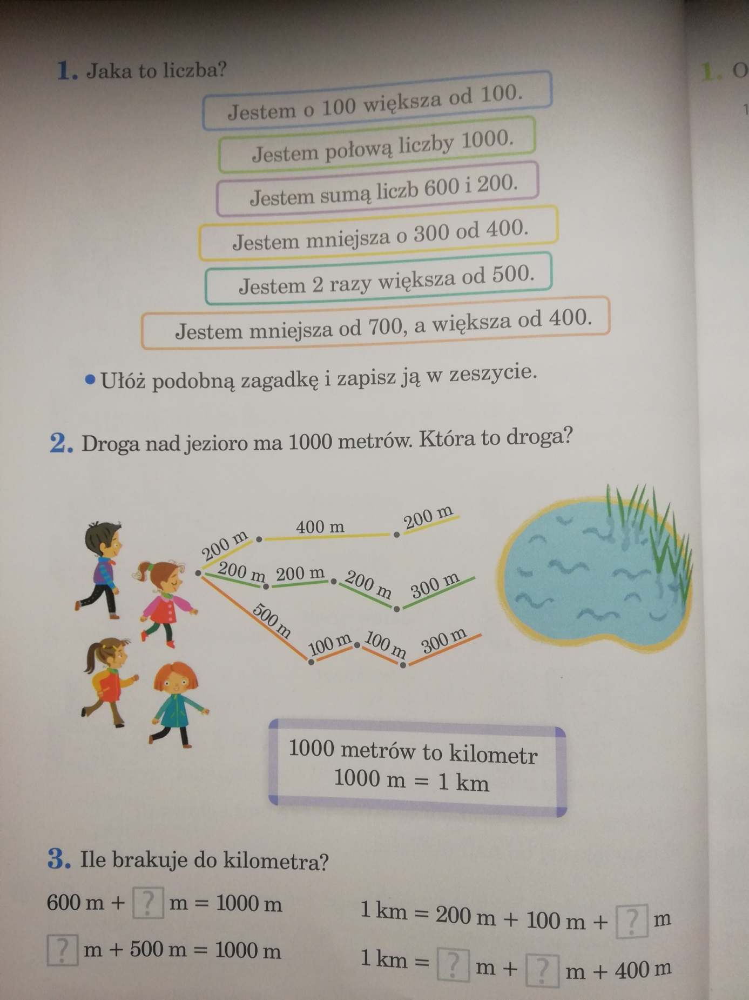 1. Jaka to liczba?
Jestem o 100 większa od 100.
Jestem połową liczby 1000.
Jestem sumą liczb 600 i 200.
Jestem mniejsza o 300 od 400.
Jestem 2 razy większa od 500.
Jestem mniejsza od 700, a większa od 400.
• Ułóż podobną zagadkę i zapisz ją w zeszycie.
2. Droga nad jezioro ma 1000 metrów. Która to droga?
200 m 400 m 200 m
200 m 200 m 200 m 300 m
500 m 100 m 100 m 300 m
1000 metrów to kilometr
1000 m = 1 km
3. Ile brakuje do kilometra?
600 m + ? m = 1000 m
? m + 500 m = 1000 m
1 km = 200 m + 100 m + ? m
1 km = ? m + ? m + 400 m
1. O
1